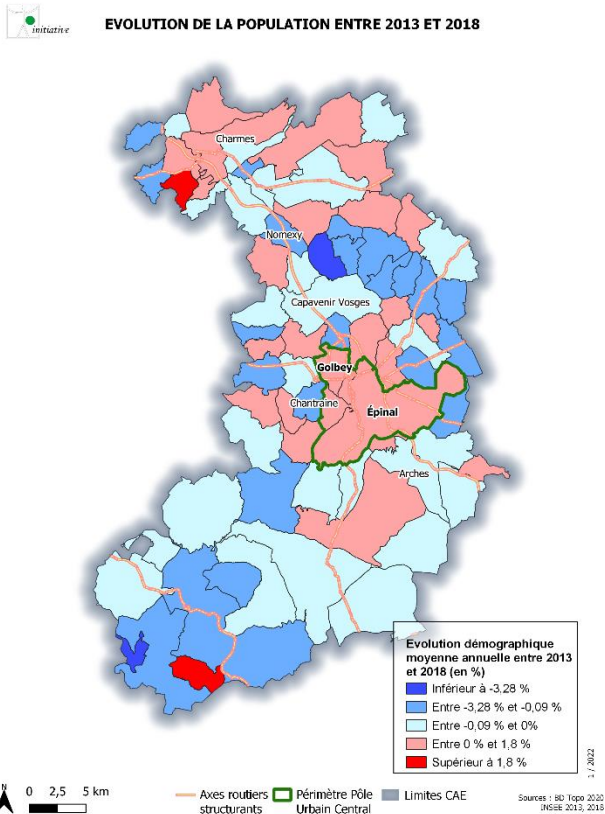 initiative
EVOLUTION DE LA POPULATION ENTRE 2013 ET 2018
Charmes
Nomexy
Capavenir Vosges
Golbey
Chantraine
Épinal
Arches
Evolution démographique
moyenne annuelle entre 2013
et 2018 (en %)
Inférieur à -3,28 %
Entre -3,28 % et -0,09 %
Entre -0,09 % et 0%
Entre 0 % et 1,8 %
Supérieur à 1,8 %
1 / 2022
N
0 2,5 5 km
Axes routiers
structurants
Périmètre Pôle
Urbain Central
Limites CAE
Sources : BD Topo 2020
INSEE 2013, 2018